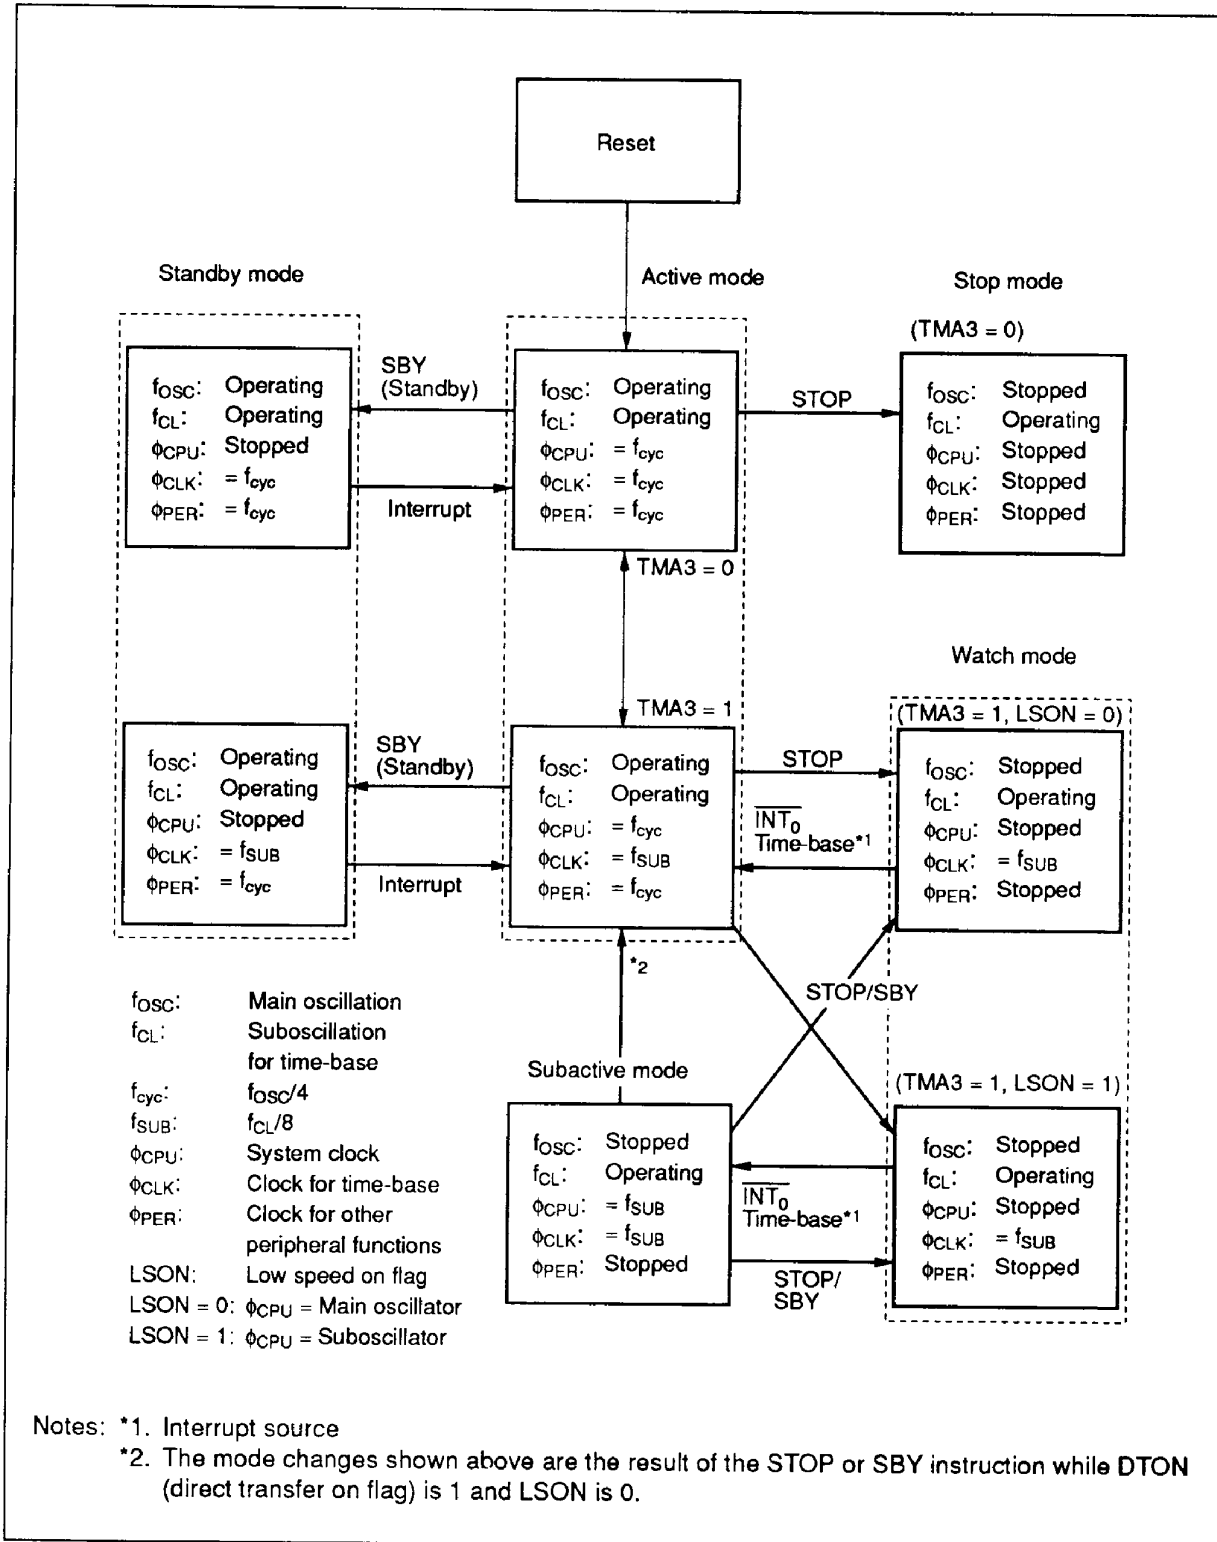 Reset
Standby mode
Active mode
Stop mode
(TMA3 = 0)
fOSC: Operating
fCL: Operating
ϕCPU: Stopped
ϕCLK: = fcyc
ϕPER: = fcyc
SBY
(Standby)
Interrupt
fOSC: Operating
fCL: Operating
ϕCPU: = fcyc
ϕCLK: = fcyc
ϕPER: = fcyc
STOP
fOSC: Stopped
fCL: Operating
ϕCPU: Stopped
ϕCLK: Stopped
ϕPER: Stopped
TMA3 = 0
TMA3 = 1
Watch mode
(TMA3 = 1, LSON = 0)
fOSC: Operating
fCL: Operating
ϕCPU: Stopped
ϕCLK: = fSUB
ϕPER: = fcyc
SBY
(Standby)
Interrupt
fOSC: Operating
fCL: Operating
ϕCPU: = fcyc
ϕCLK: = fSUB
ϕPER: = fcyc
STOP
INT0
Time-base*1
fOSC: Stopped
fCL: Operating
ϕCPU: Stopped
ϕCLK: = fSUB
ϕPER: Stopped
*2
STOP/SBY
Subactive mode
(TMA3 = 1, LSON = 1)
fOSC: Stopped
fCL: Operating
ϕCPU: = fSUB
ϕCLK: = fSUB
ϕPER: Stopped
INT0
Time-base*1
STOP/
SBY
fOSC: Stopped
fCL: Operating
ϕCPU: Stopped
ϕCLK: = fSUB
ϕPER: Stopped
fOSC: Main oscillation
fCL: Suboscillation
for time-base
fcyc: fOSC/4
fSUB: fCL/8
ϕCPU: System clock
ϕCLK: Clock for time-base
ϕPER: Clock for other
peripheral functions
LSON: Low speed on flag
LSON = 0: ϕCPU = Main oscillator
LSON = 1: ϕCPU = Suboscillator
Notes: *1. Interrupt source
*2. The mode changes shown above are the result of the STOP or SBY instruction while DTON
(direct transfer on flag) is 1 and LSON is 0.